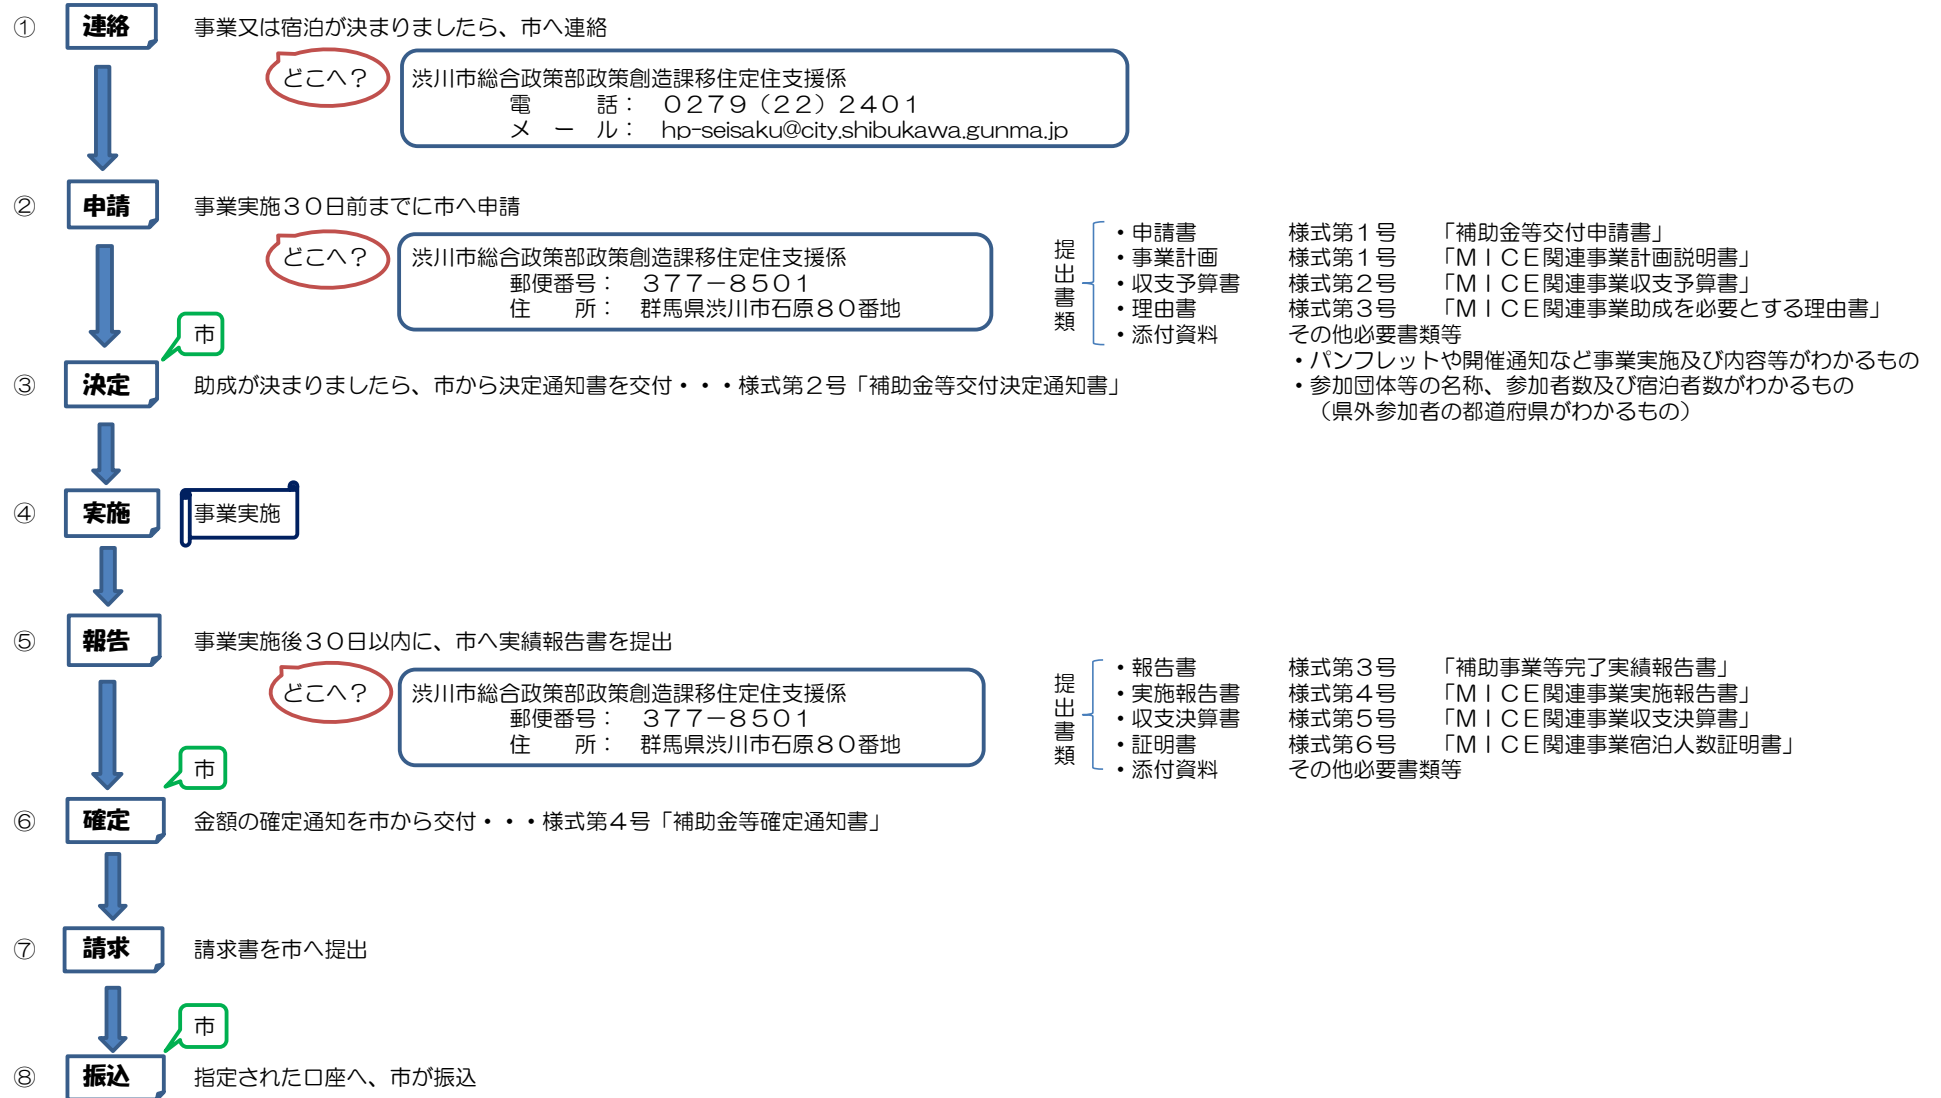 ① 連絡 事業又は宿泊が決まりましたら、市へ連絡
どこへ？
渋川市総合政策部政策創造課移住定住支援係
電　　　話：　０２７９（２２）２４０１
メ　ー　ル：　hp-seisaku@city.shibukawa.gunma.jp
② 申請 事業実施３０日前までに市へ申請
どこへ？
渋川市総合政策部政策創造課移住定住支援係
郵便番号：　３７７－８５０１
住　　所：　群馬県渋川市石原８０番地
提出書類
・申請書　様式第１号　「補助金等交付申請書」
・事業計画　様式第１号　「ＭＩＣＥ関連事業計画説明書」
・収支予算書　様式第２号　「ＭＩＣＥ関連事業収支予算書」
・理由書　様式第３号　「ＭＩＣＥ関連事業助成を必要とする理由書」
・添付資料　その他必要書類等
・パンフレットや開催通知など事業実施及び内容等がわかるもの
・参加団体等の名称、参加者数及び宿泊者数がわかるもの
（県外参加者の都道府県がわかるもの）
市
③ 決定 助成が決まりましたら、市から決定通知書を交付・・・様式第２号「補助金等交付決定通知書」
④ 実施 事業実施
⑤ 報告 事業実施後３０日以内に、市へ実績報告書を提出
どこへ？
渋川市総合政策部政策創造課移住定住支援係
郵便番号：　３７７－８５０１
住　　所：　群馬県渋川市石原８０番地
提出書類
・報告書　様式第３号　「補助事業等完了実績報告書」
・実施報告書　様式第４号　「ＭＩＣＥ関連事業実施報告書」
・収支決算書　様式第５号　「ＭＩＣＥ関連事業収支決算書」
・証明書　様式第６号　「ＭＩＣＥ関連事業宿泊人数証明書」
・添付資料　その他必要書類等
市
⑥ 確定 金額の確定通知を市から交付・・・様式第４号「補助金等確定通知書」
⑦ 請求 請求書を市へ提出
市
⑧ 振込 指定された口座へ、市が振込